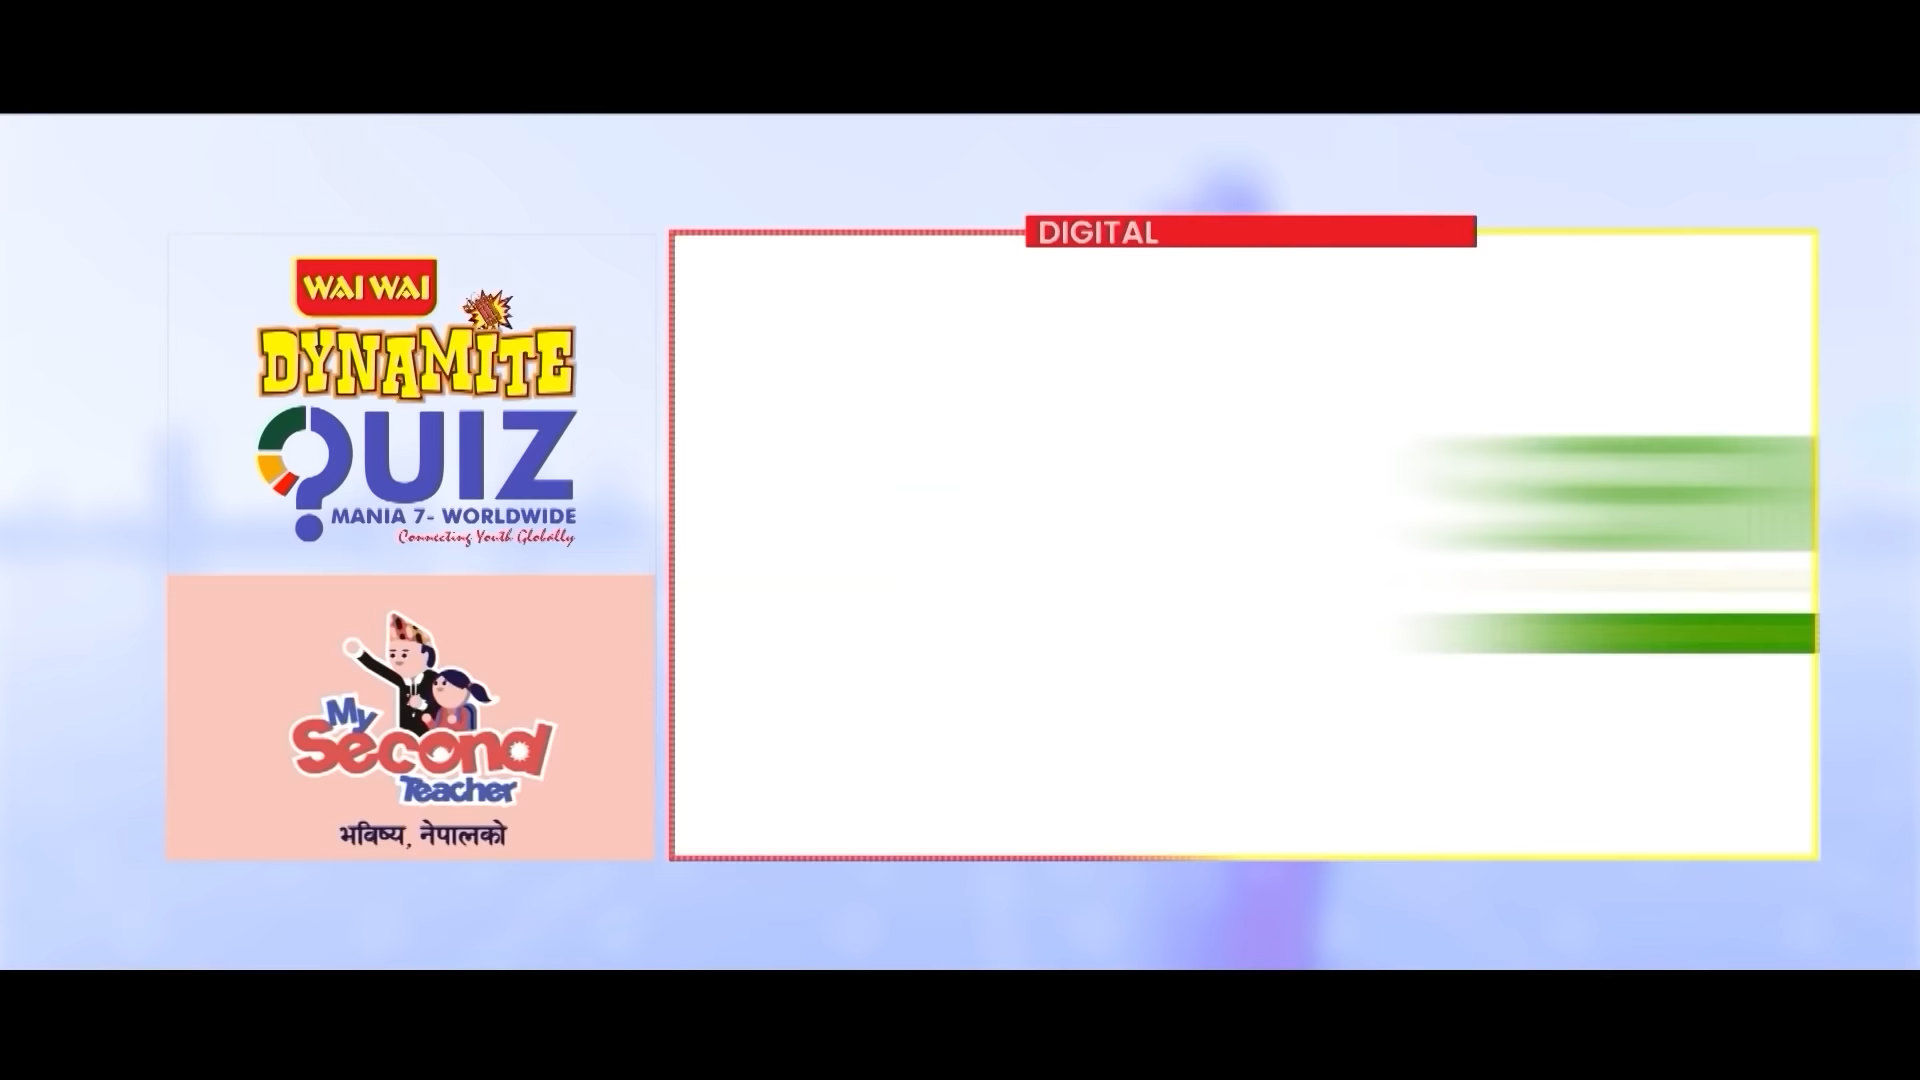 WAI WAI
DYNAMITE
QUIZ
MANIA 7- WORLDWIDE
Connecting Youth Globally
My
Second
Teacher
भविष्य, नेपालको
DIGITAL